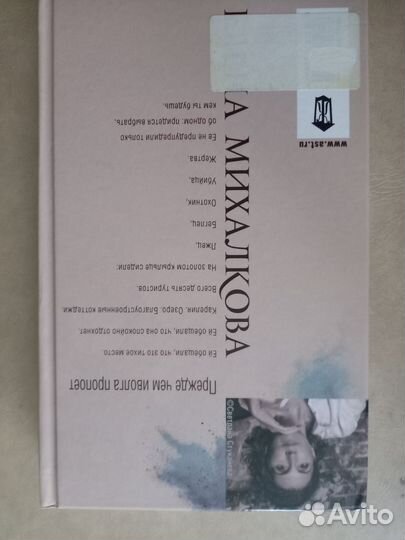 НА МИХАЛКОВА
Прежде чем иволга пропоет
Ей обещали, что это тихое место.
Ей обещали, что она спокойно отдохнет.
Карелия. Озеро. Благоустроенные коттеджи.
Всего десять туристов.
На золотом крыльце сидели:
Лжец,
Беглец,
Охотник,
Убийца,
Жертва.
Ее не предупредили только
об одном: придется выбрать,
кем ты будешь.
www.ast.ru
©Светлана
Avito